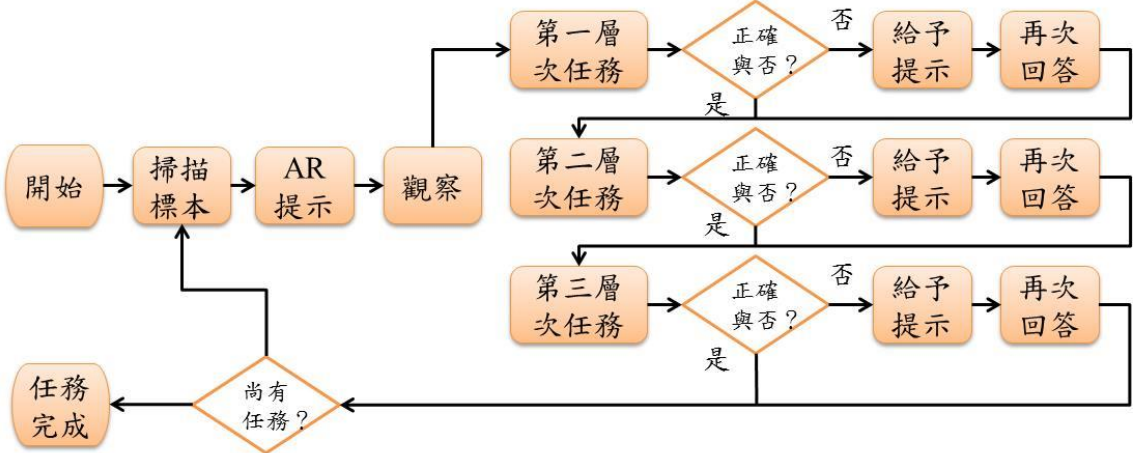 開始
掃描
標本
AR
提示
觀察
第一層
次任務
正確
與否？
否
是
給予
提示
再次
回答
第二層
次任務
正確
與否？
否
是
給予
提示
再次
回答
第三層
次任務
正確
與否？
否
是
給予
提示
再次
回答
尚有
任務？
任務
完成